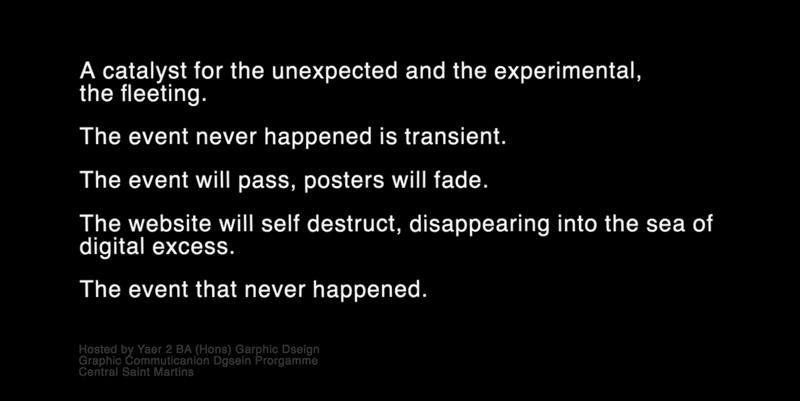 A catalyst for the unexpected and the experimental,
the fleeting.
The event never happened is transient.
The event will pass, posters will fade.
The website will self destruct, disappearing into the sea of
digital excess.
The event that never happened.
Hosted by Yaer 2 BA (Hons) Garphic Dseign
Graphic Commuticanion Dgsein Prorgamme
Central Saint Martins